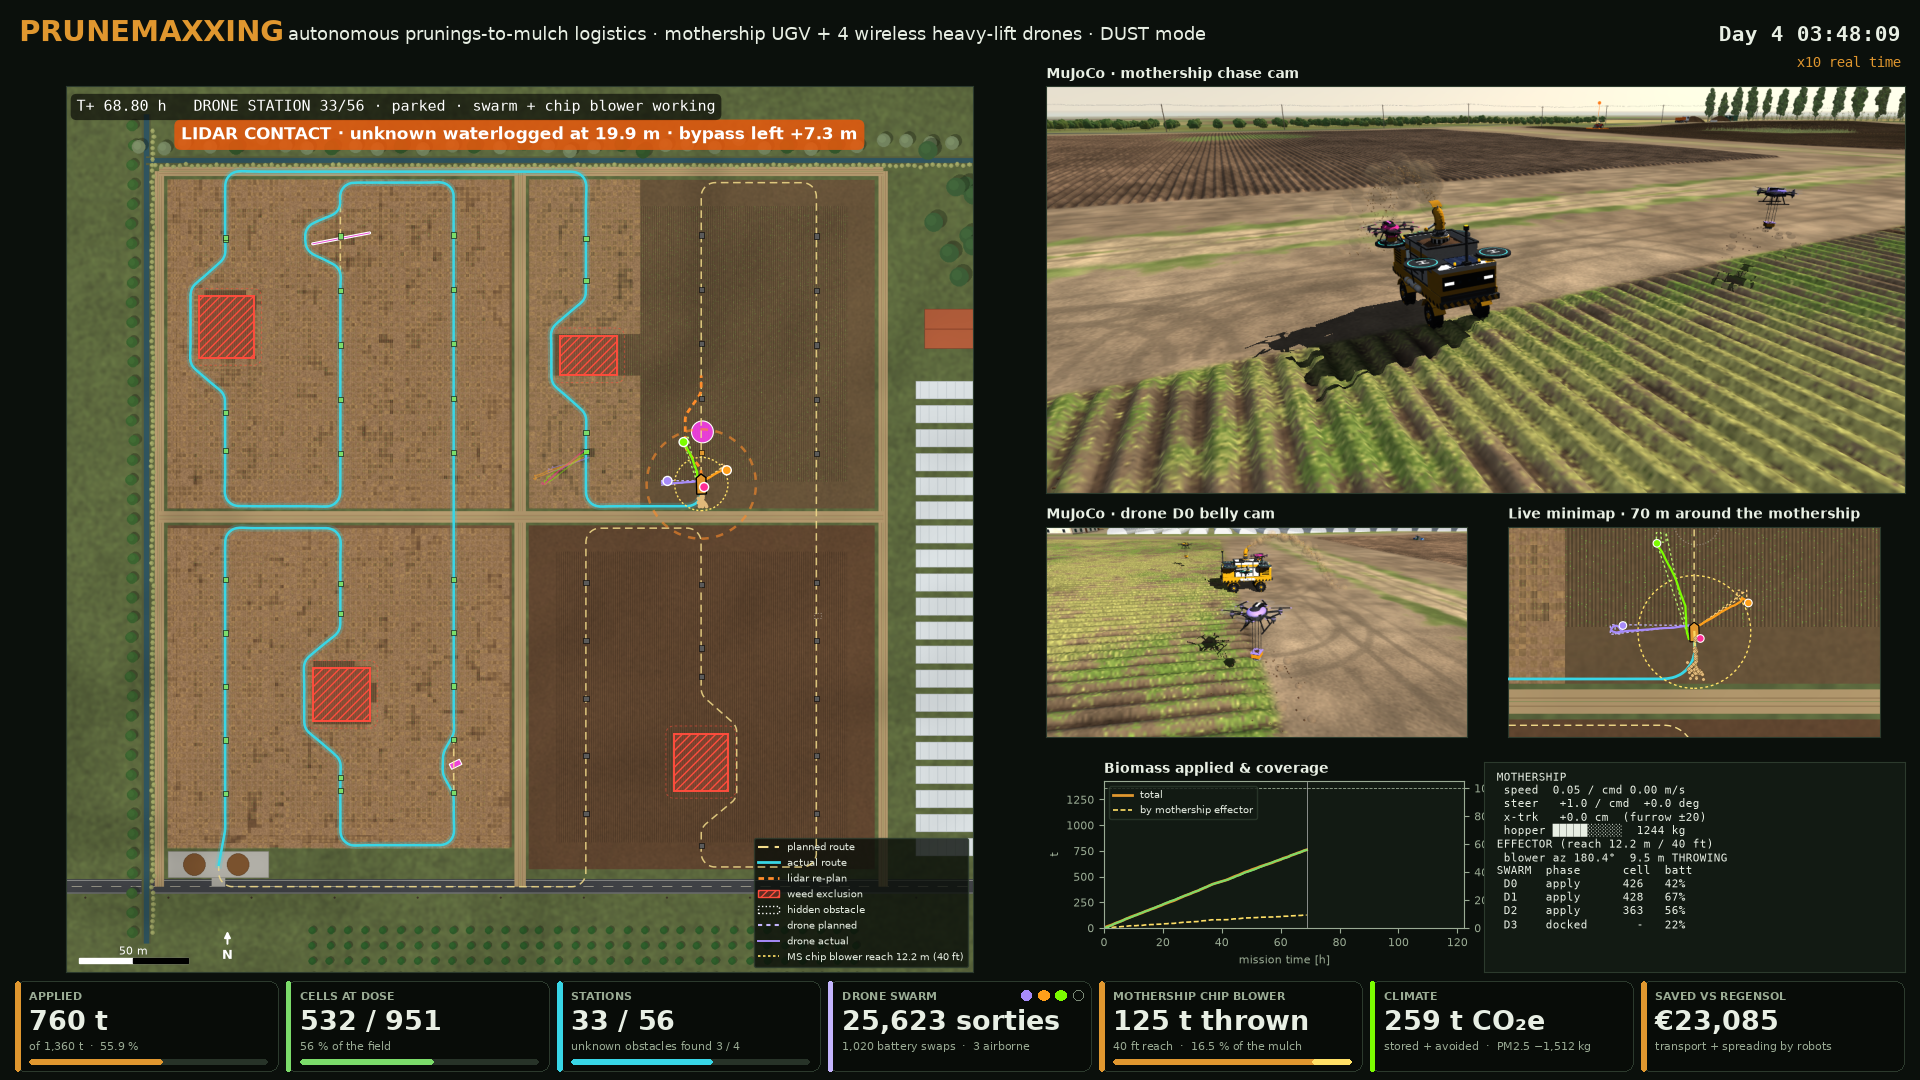 PRUNEMAXXING autonomous prunings-to-mulch logistics · mothership UGV + 4 wireless heavy-lift drones · DUST mode
Day 4 03:48:09
x10 real time
T+ 68.80 h DRONE STATION 33/56 · parked · swarm + chip blower working
LIDAR CONTACT · unknown waterlogged at 19.9 m · bypass left +7.3 m
50 m
N
planned route
actual route
lidar re-plan
weed exclusion
hidden obstacle
drone planned
drone actual
MS chip blower reach 12.2 m (40 ft)
MuJoCo · mothership chase cam
MuJoCo · drone D0 belly cam
Live minimap · 70 m around the mothership
Biomass applied & coverage
total
by mothership effector
1250
1000
750
500
250
0
t
0 20 40 60 80 100 120
mission time [h]
MOTHERSHIP
speed 0.05 / cmd 0.00 m/s
steer +1.0 / cmd +0.0 deg
x-trk +0.0 cm (furrow ±20)
hopper 1244 kg
EFFECTOR (reach 12.2 m / 40 ft)
blower az 180.4° 9.5 m THROWING
SWARM phase cell batt
D0 apply 426 42%
D1 apply 428 67%
D2 apply 363 56%
D3 docked - 22%
APPLIED
760 t
of 1,360 t · 55.9 %
CELLS AT DOSE
532 / 951
56 % of the field
STATIONS
33 / 56
unknown obstacles found 3 / 4
DRONE SWARM
25,623 sorties
1,020 battery swaps · 3 airborne
MOTHERSHIP CHIP BLOWER
125 t thrown
40 ft reach · 16.5 % of the mulch
CLIMATE
259 t CO₂e
stored + avoided · PM2.5 −1,512 kg
SAVED VS REGENSOL
€23,085
transport + spreading by robots